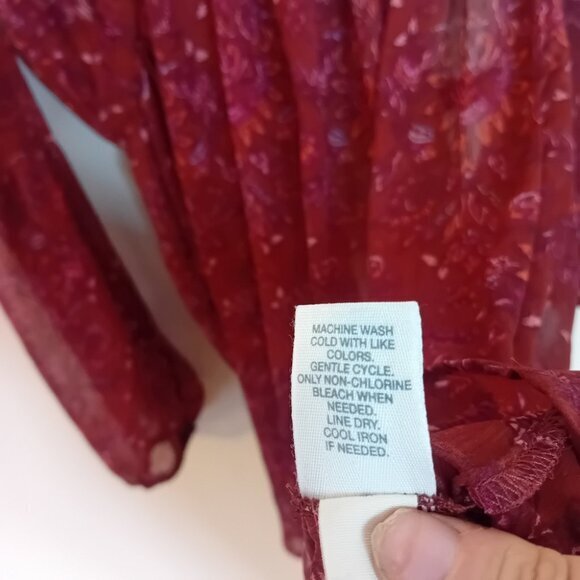 MACHINE WASH
COLD WITH LIKE
COLORS.
GENTLE CYCLE.
ONLY NON-CHLORINE
BLEACH WHEN
NEEDED.
LINE DRY.
COOL IRON
IF NEEDED.